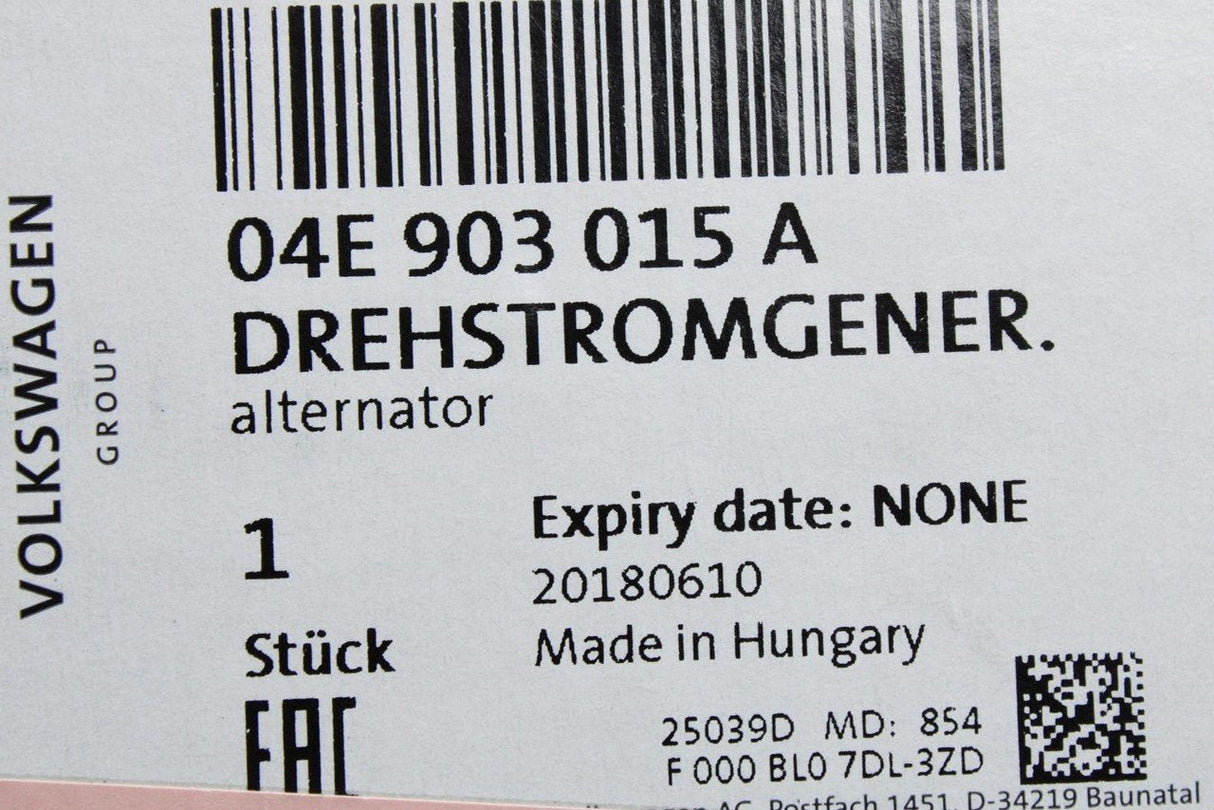 VOLKSWAGEN
GROUP
04E 903 015 A
DREHSTROMGENER.
alternator
1
Stück
Expiry date: NONE
20180610
Made in Hungary
EAC
25039D MD: 854
F 000 BL0 7DL-3ZD
AG, Postfach 1451, D-34219 Baunatal